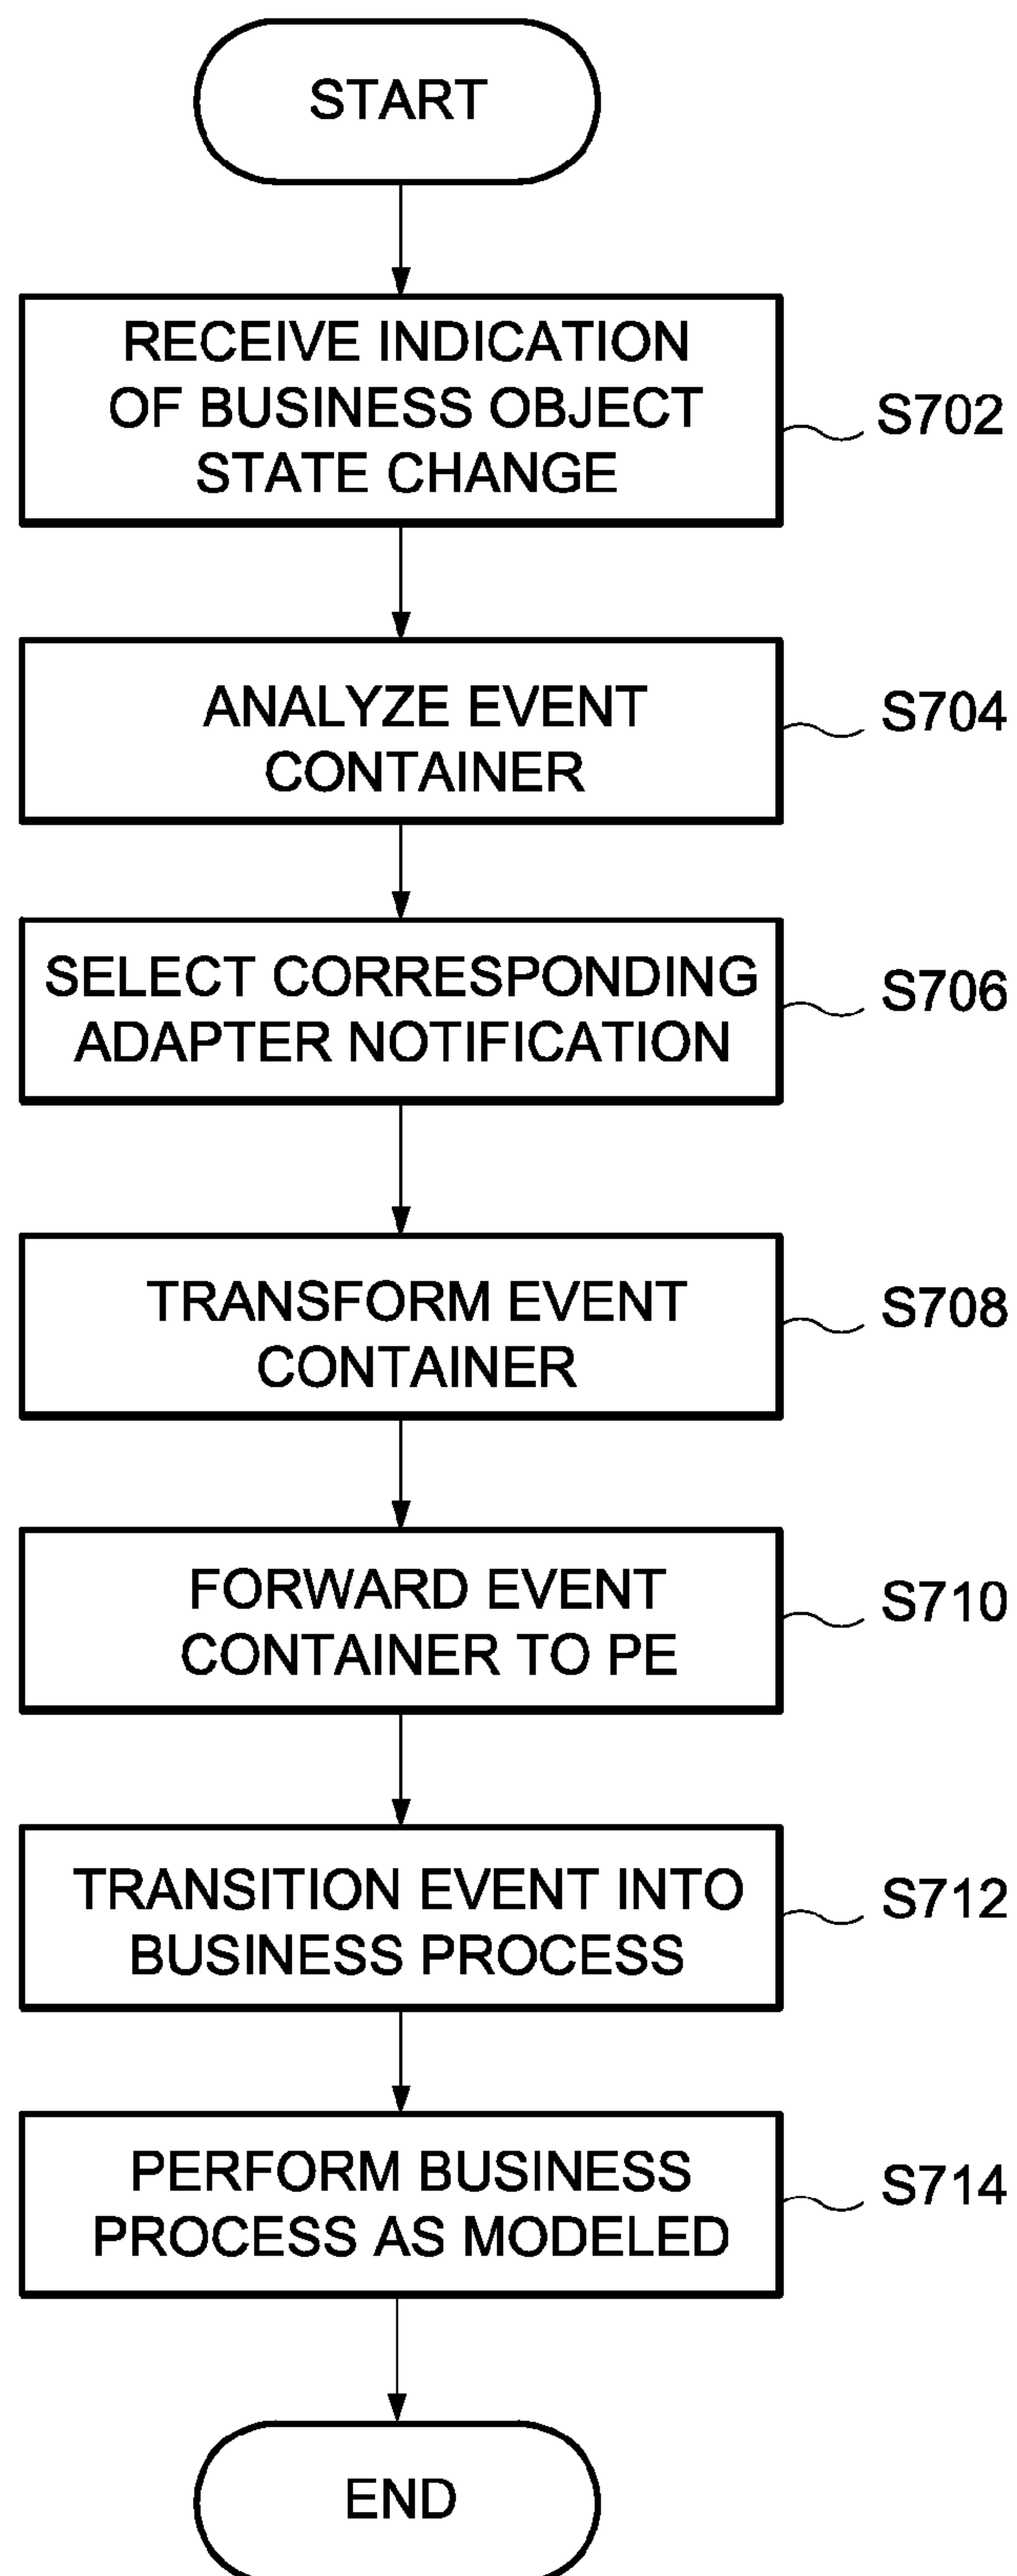 START
RECEIVE INDICATION
OF BUSINESS OBJECT
STATE CHANGE
S702
ANALYZE EVENT
CONTAINER
S704
SELECT CORRESPONDING
ADAPTER NOTIFICATION
S706
TRANSFORM EVENT
CONTAINER
S708
FORWARD EVENT
CONTAINER TO PE
S710
TRANSITION EVENT INTO
BUSINESS PROCESS
S712
PERFORM BUSINESS
PROCESS AS MODELED
S714
END